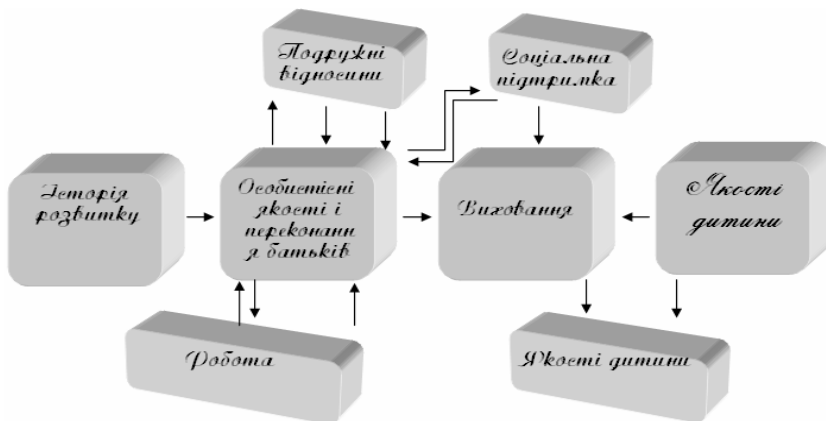 Подружні
відносини
Соціальна
підтримка
Історія
розвитку
Особистісні
якості і
переконанн
я батьків
Виховання
Якості
дитини
Робота
Якості дитини